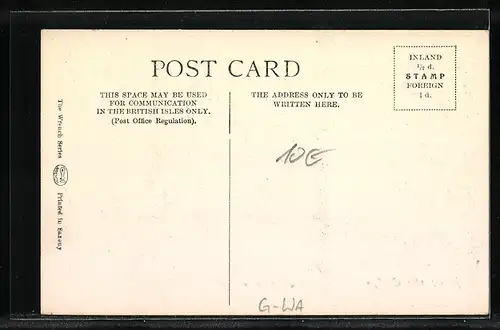 POST CARD
THIS SPACE MAY BE USED
FOR COMMUNICATION
IN THE BRITISH ISLES ONLY.
(Post Office Regulation).
THE ADDRESS ONLY TO BE
WRITTEN HERE.
INLAND
½ d.
STAMP
FOREIGN
1 d.
The Wrench Series
Printed in Saxony
10E
G-WA